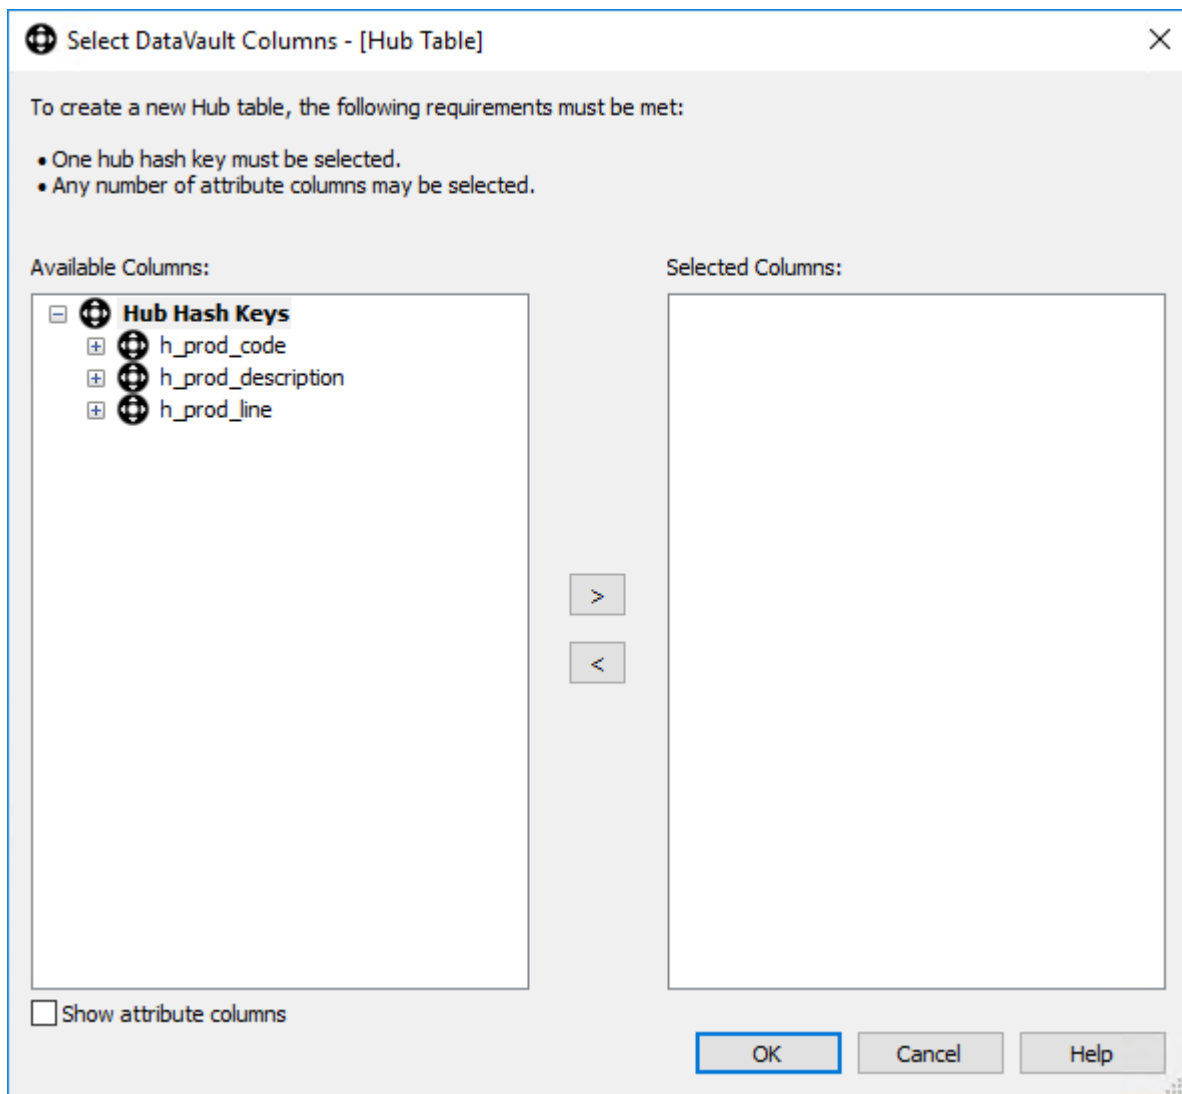 Select DataVault Columns - [Hub Table]
To create a new Hub table, the following requirements must be met:
• One hub hash key must be selected.
• Any number of attribute columns may be selected.
Available Columns:
Selected Columns:
Hub Hash Keys
h_prod_code
h_prod_description
h_prod_line
>
<
Show attribute columns
OK
Cancel
Help